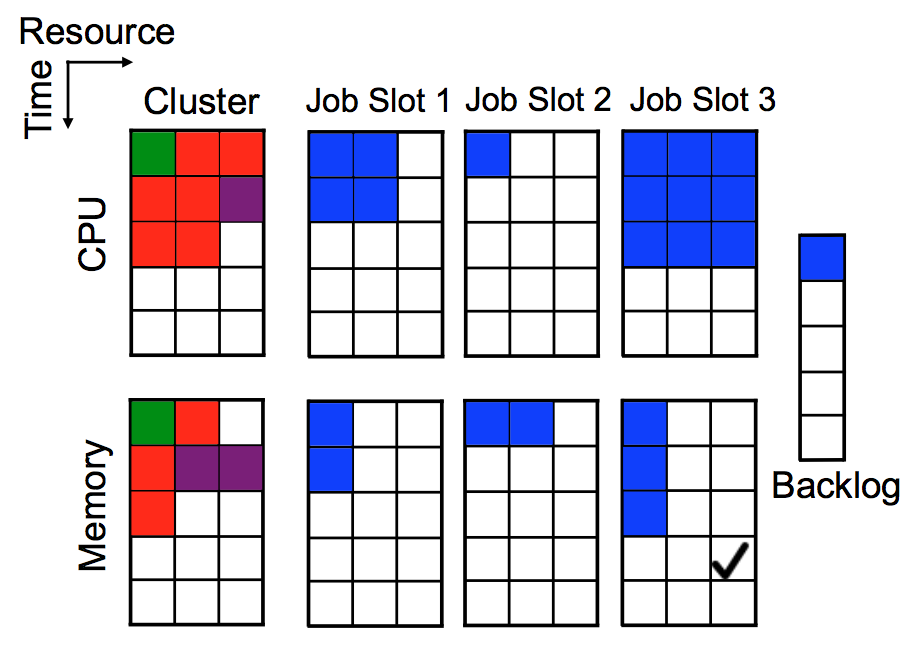 Resource
Time
Cluster
Job Slot 1
Job Slot 2
Job Slot 3
CPU
Memory
Backlog